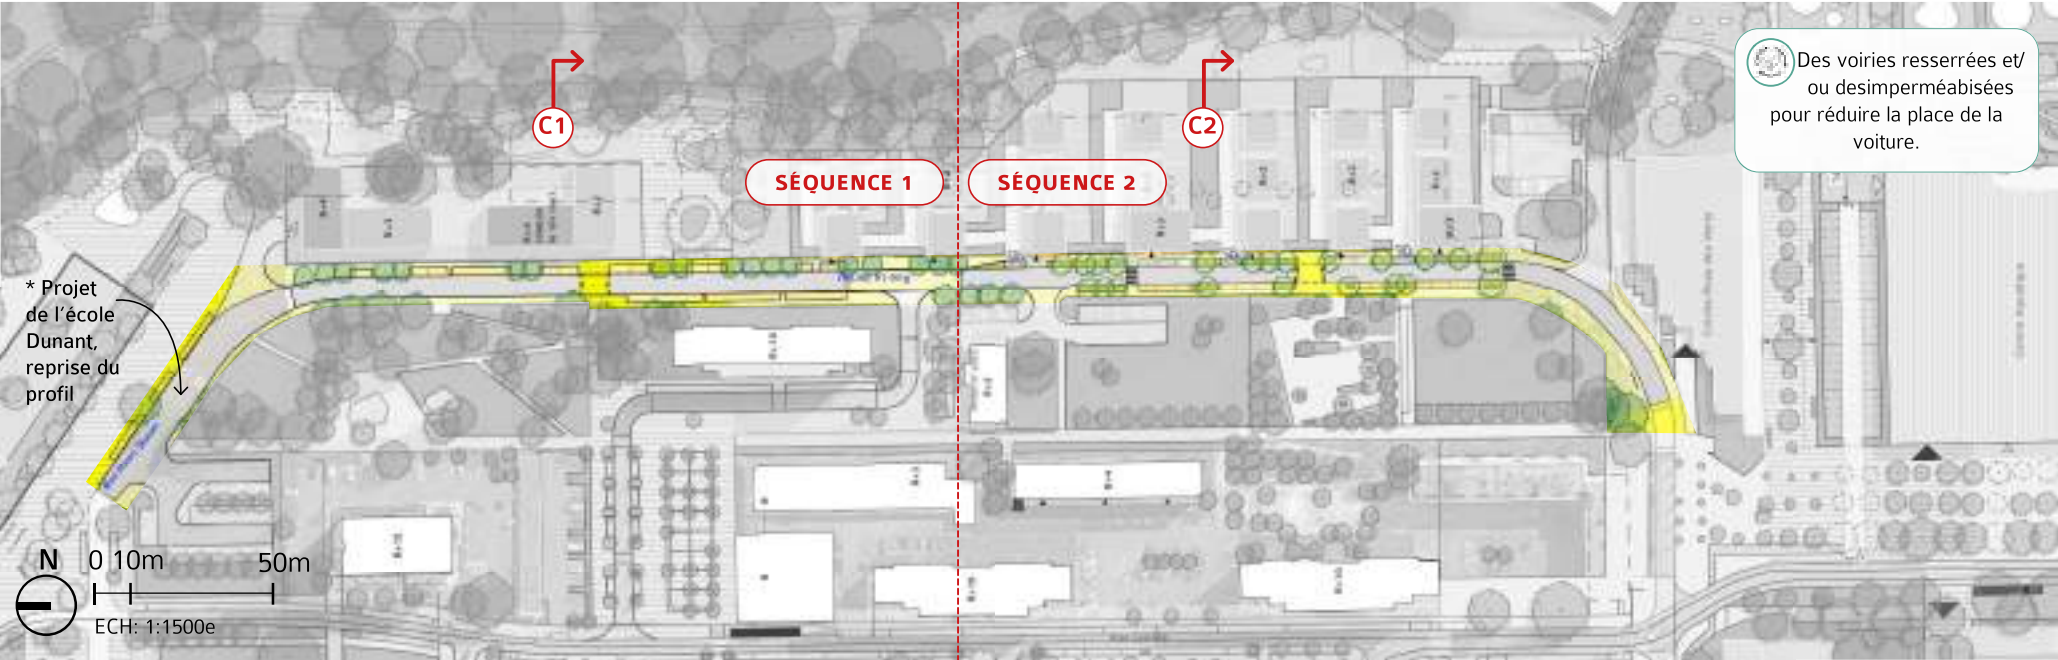 C1
C2
SÉQUENCE 1
SÉQUENCE 2
Des voiries resserrées et/
ou desimperméabisées
pour réduire la place de la
voiture.
* Projet
de l'école
Dunant,
reprise du
profil
N
0 10m
50m
ECH: 1:1500e